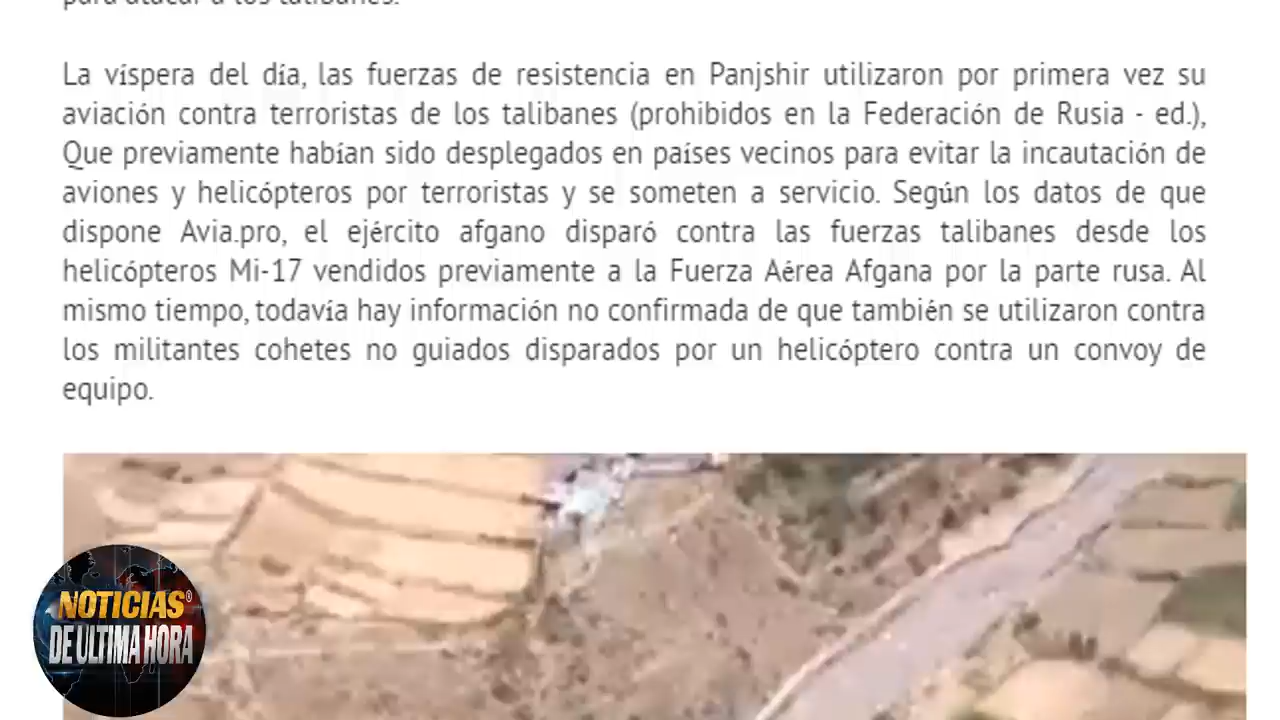 para atacar a los talibanes.
La víspera del día, las fuerzas de resistencia en Panjshir utilizaron por primera vez su
aviación contra terroristas de los talibanes (prohibidos en la Federación de Rusia - ed.),
Que previamente habían sido desplegados en países vecinos para evitar la incautación de
aviones y helicópteros por terroristas y se someten a servicio. Según los datos de que
dispone Avia.pro, el ejército afgano disparó contra las fuerzas talibanes desde los
helicópteros Mi-17 vendidos previamente a la Fuerza Aérea Afgana por la parte rusa. Al
mismo tiempo, todavía hay información no confirmada de que también se utilizaron contra
los militantes cohetes no guiados disparados por un helicóptero contra un convoy de
equipo.
NOTICIAS®
DE ULTIMA HORA